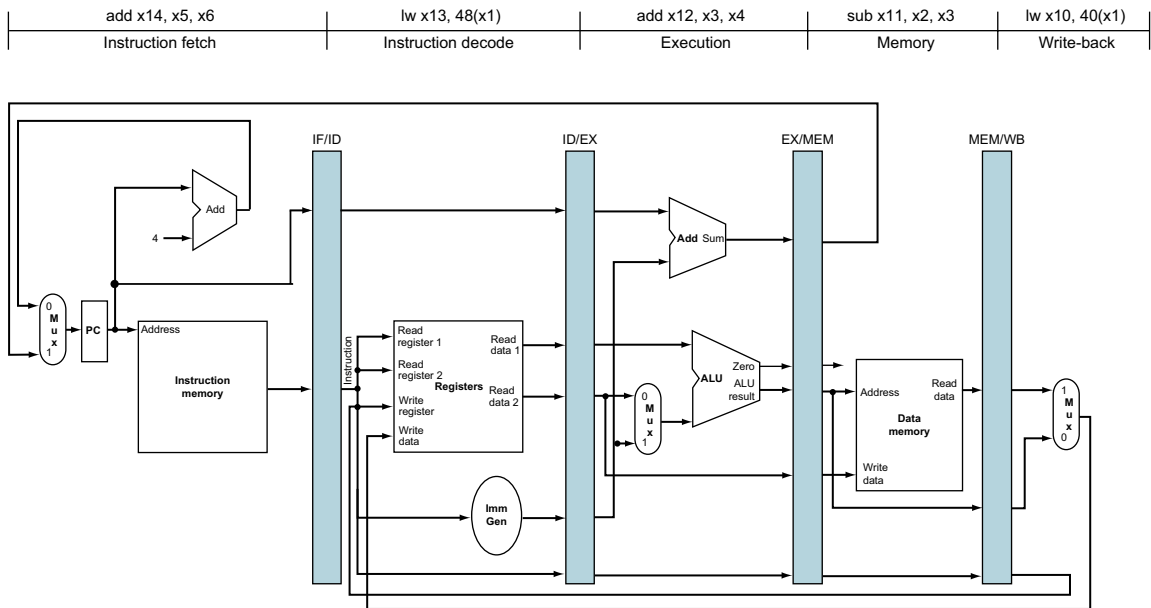 add x14, x5, x6
lw x13, 48(x1)
add x12, x3, x4
sub x11, x2, x3
lw x10, 40(x1)
Instruction fetch
Instruction decode
Execution
Memory
Write-back
IF/ID
ID/EX
EX/MEM
MEM/WB
Add
4
Add Sum
0
M
u
x
1
PC
Address
Instruction
memory
Instruction
Read
register 1
Read
register 2
Write
register
Write
data
Registers
Read
data 1
Read
data 2
Imm
Gen
0
M
u
x
1
ALU
Zero
ALU
result
Address
Read
data
Data
memory
Write
data
1
M
u
x
0